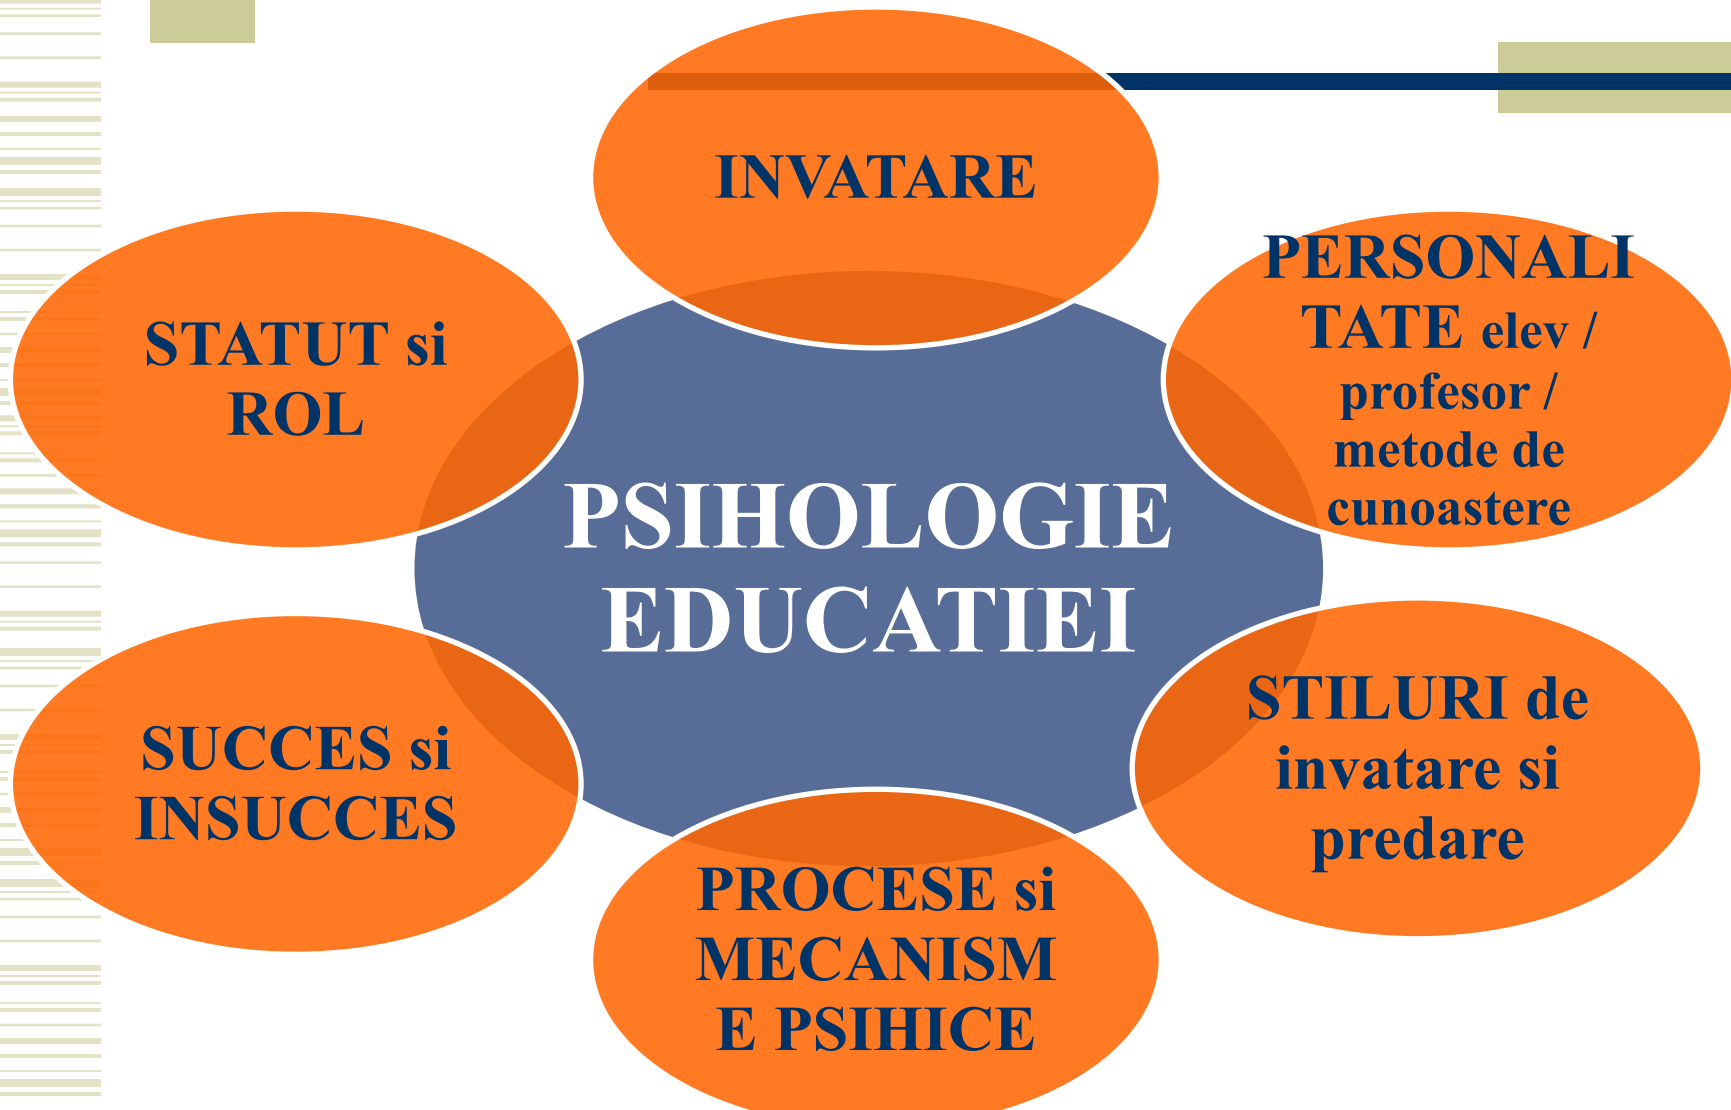 INVATARE
PERSONALI
TATE elev /
profesor /
metode de
cunoastere
STATUT si
ROL
PSIHOLOGIE
EDUCATIEI
STILURI de
invatare si
predare
SUCCES si
INSUCCES
PROCESE si
MECANISM
E PSIHICE